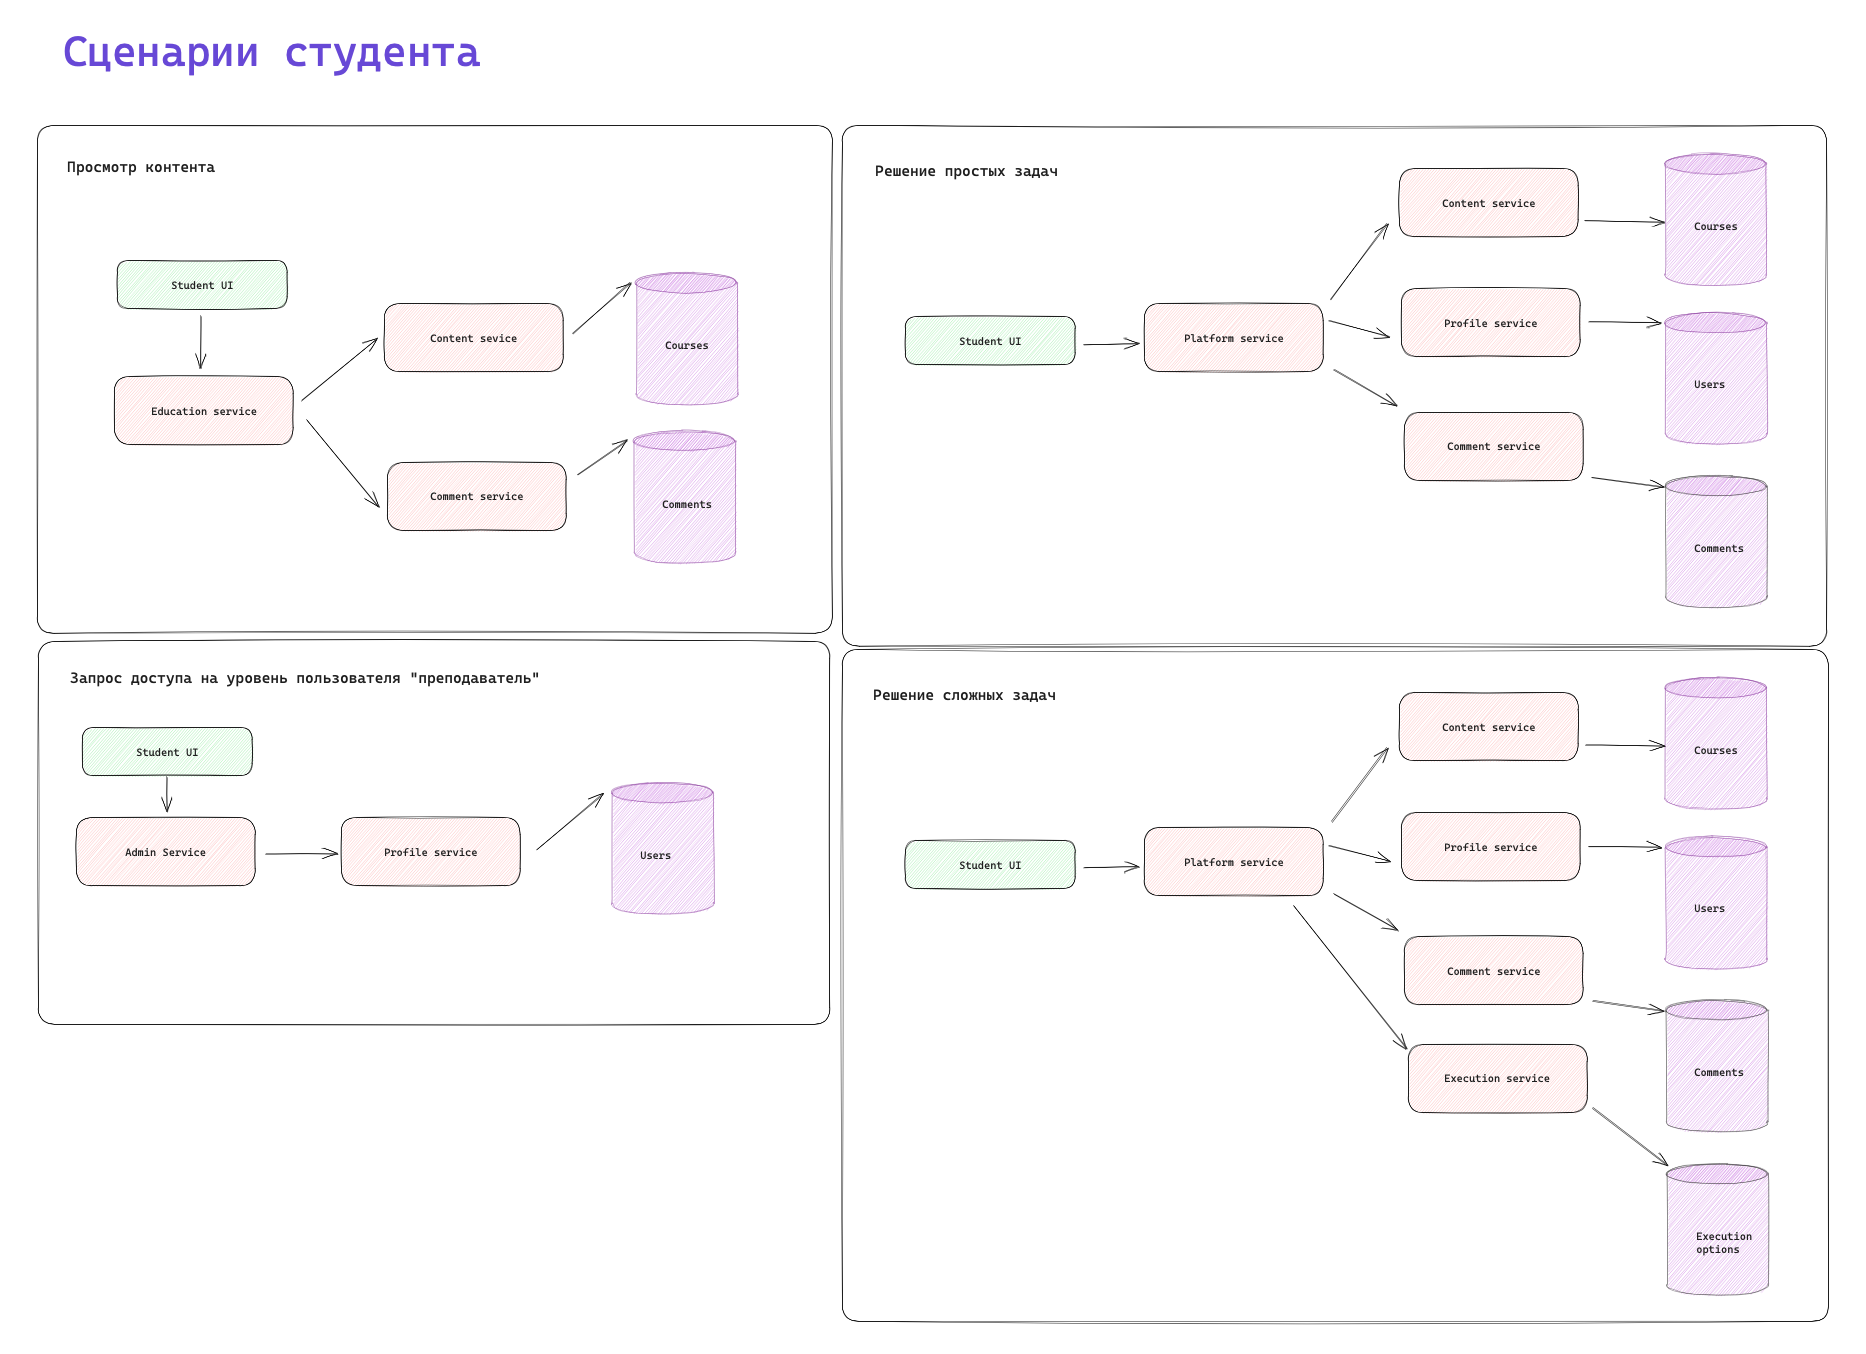 Сценарии студента
Просмотр контента
Student UI
Education service
Content sevice
Comment service
Courses
Comments
Решение простых задач
Student UI
Platform service
Content service
Profile service
Comment service
Courses
Users
Comments
Запрос доступа на уровень пользователя "преподаватель"
Student UI
Admin Service
Profile service
Users
Решение сложных задач
Student UI
Platform service
Content service
Profile service
Comment service
Execution service
Courses
Users
Comments
Execution
options